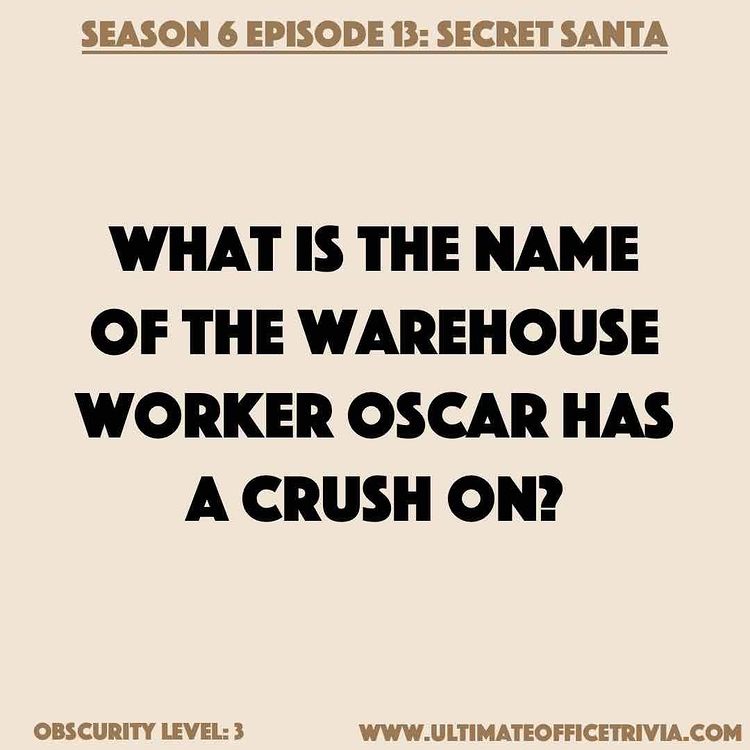 SEASON 6 EPISODE 13: SECRET SANTA
WHAT IS THE NAME
OF THE WAREHOUSE
WORKER OSCAR HAS
A CRUSH ON?
OBSCURITY LEVEL: 3
WWW.ULTIMATEOFFICETRIVIA.COM